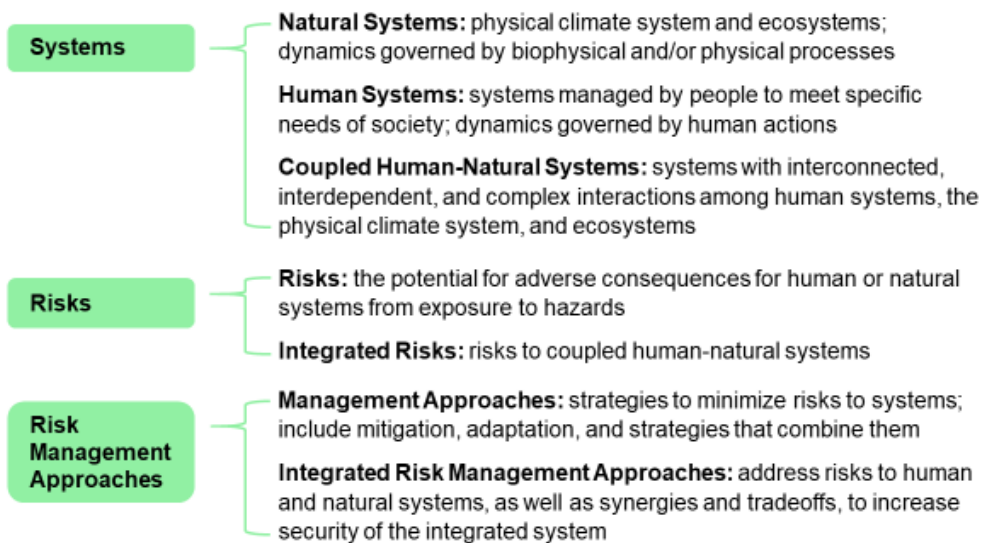 Systems
Natural Systems: physical climate system and ecosystems;
dynamics governed by biophysical and/or physical processes
Human Systems: systems managed by people to meet specific
needs of society; dynamics governed by human actions
Coupled Human-Natural Systems: systems with interconnected,
interdependent, and complex interactions among human systems, the
physical climate system, and ecosystems
Risks
Risks: the potential for adverse consequences for human or natural
systems from exposure to hazards
Integrated Risks: risks to coupled human-natural systems
Risk
Management
Approaches
Management Approaches: strategies to minimize risks to systems;
include mitigation, adaptation, and strategies that combine them
Integrated Risk Management Approaches: address risks to human
and natural systems, as well as synergies and tradeoffs, to increase
security of the integrated system